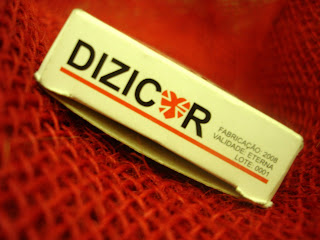 DIZICOR
FABRICAÇÃO: 2008
VALIDADE: ETERNA
LOTE: 0001